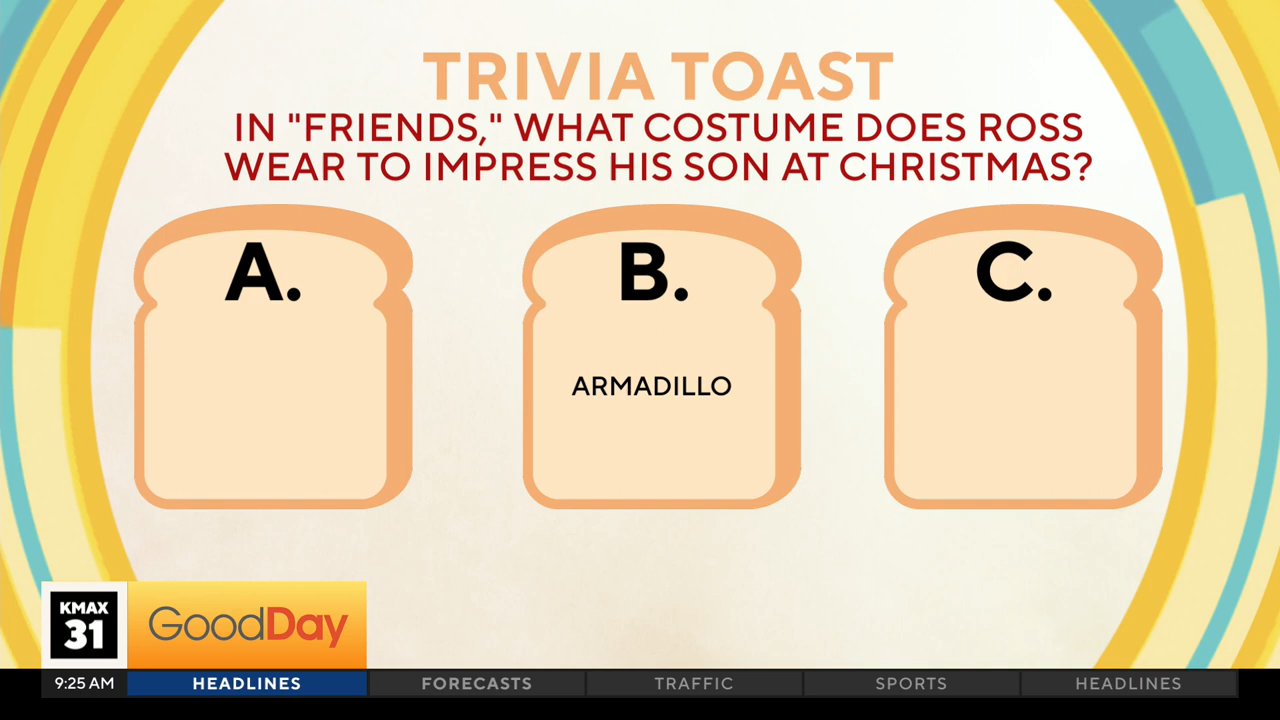 TRIVIA TOAST
IN "FRIENDS," WHAT COSTUME DOES ROSS
WEAR TO IMPRESS HIS SON AT CHRISTMAS?
A.
B.
C.
ARMADILLO
KMAX
31
GoodDay
9:25 AM
HEADLINES
FORECASTS
TRAFFIC
SPORTS
HEADLINES